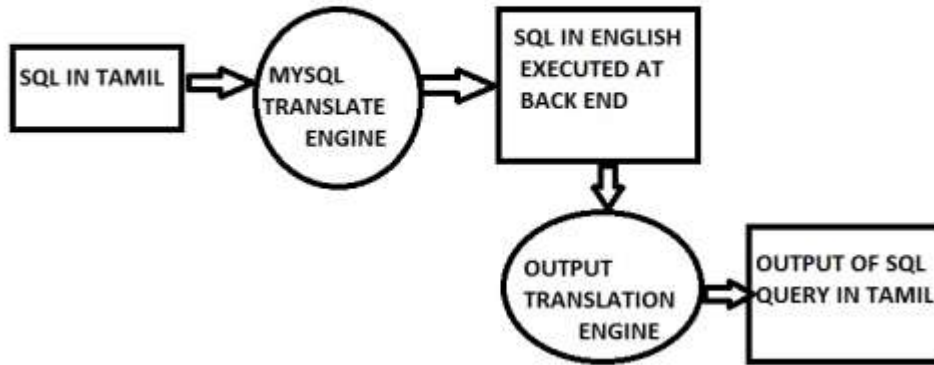 SQL IN TAMIL
MYSQL
TRANSLATE
ENGINE
SQL IN ENGLISH
EXECUTED AT
BACK END
OUTPUT
TRANSLATION
ENGINE
OUTPUT OF SQL
QUERY IN TAMIL